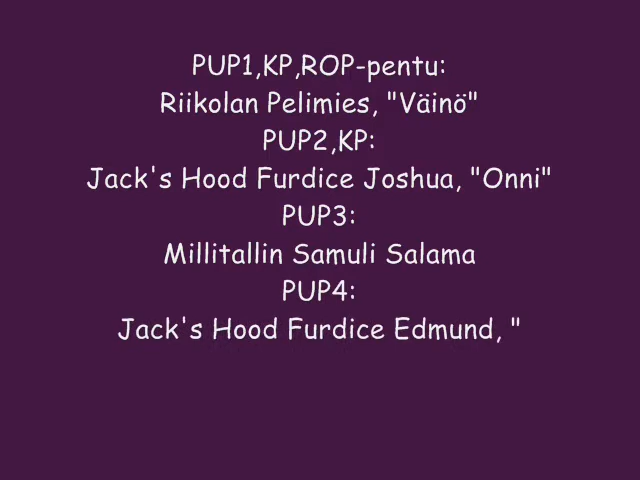 PUP1,KP,ROP-pentu:
Riikolan Pelimies, "Väinö"
PUP2,KP:
Jack's Hood Furdice Joshua, "Onni"
PUP3:
Millitallin Samuli Salama
PUP4:
Jack's Hood Furdice Edmund, "